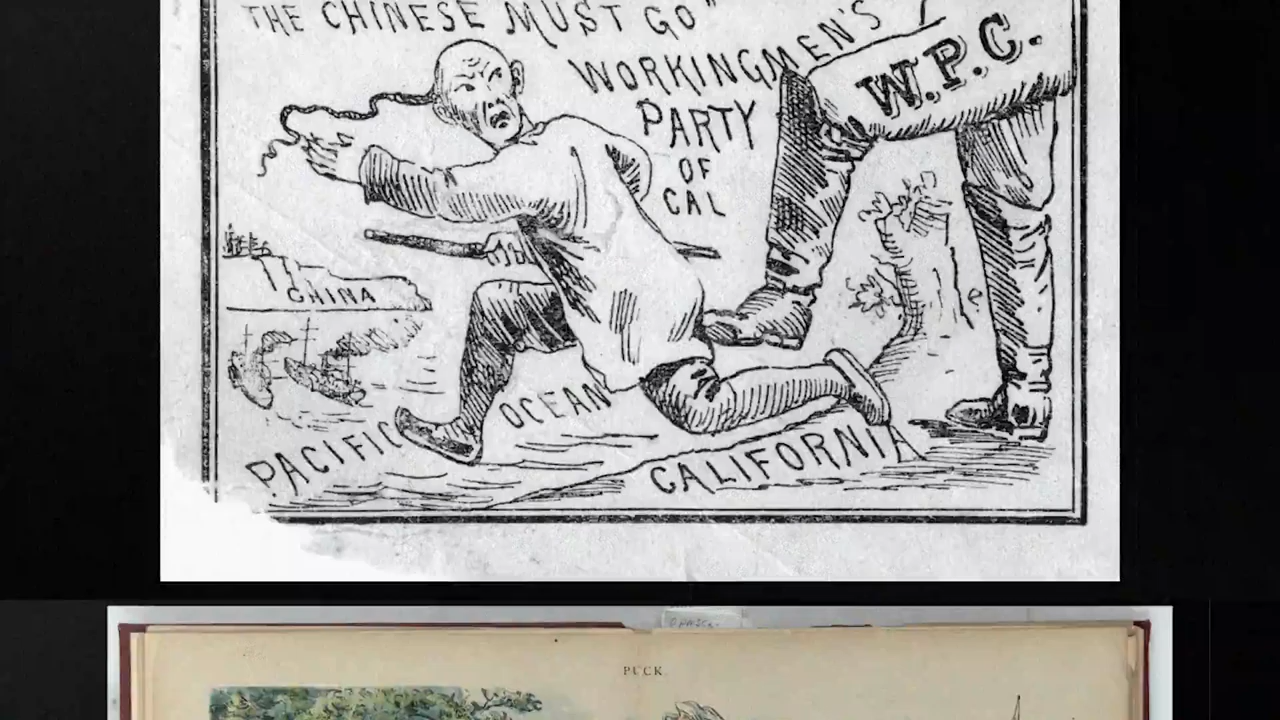 THE CHINESE MUST GO"
WORKINGMEN'S
PARTY
OF
CAL
W.P.C.
CHINA
PACIFIC OCEAN
CALIFORNIA
PUCK